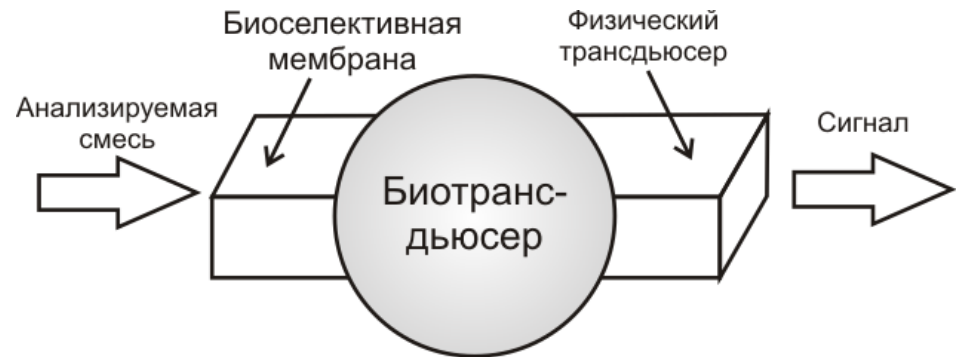 Биоселективная
мембрана
Физический
трансдьюсер
Анализируемая
смесь
Сигнал
Биотранс-
дьюсер